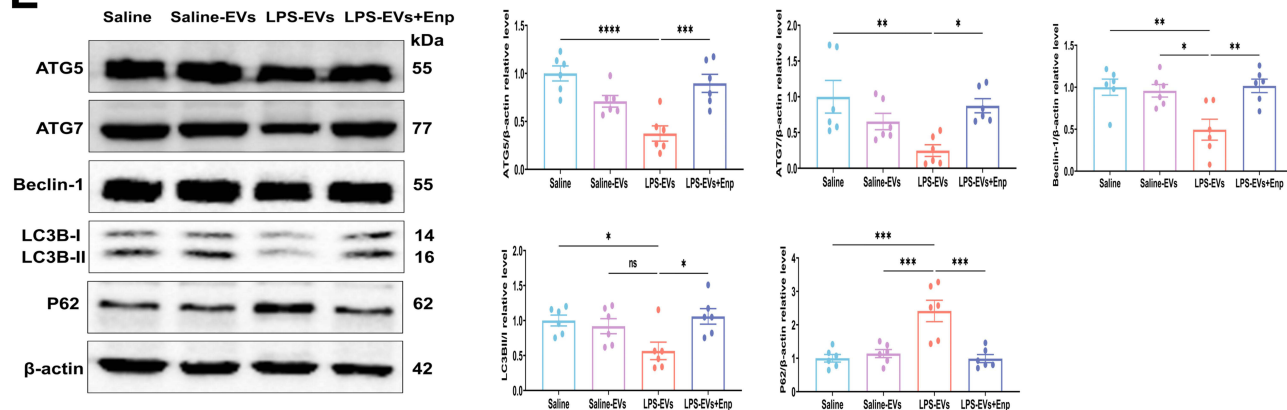 E
Saline Saline-EVs LPS-EVs LPS-EVs+Enp
kDa
ATG5 55
ATG7 77
Beclin-1 55
LC3B-I 14
LC3B-II 16
P62 62
β-actin 42
ATG5/β-actin relative level
1.5
1.0
0.5
0.0
**** ***
Saline Saline-EVs LPS-EVs LPS-EVs+Enp
ATG7/β-actin relative level
2.0
1.5
1.0
0.5
0.0
** *
Saline Saline-EVs LPS-EVs LPS-EVs+Enp
Beclin-1/β-actin relative level
1.5
1.0
0.5
0.0
**
* **
Saline Saline-EVs LPS-EVs LPS-EVs+Enp
LC3BII/I relative level
2.0
1.5
1.0
0.5
0.0
*
ns *
Saline Saline-EVs LPS-EVs LPS-EVs+Enp
P62/β-actin relative level
4
3
2
1
0
***
*** ***
Saline Saline-EVs LPS-EVs LPS-EVs+Enp